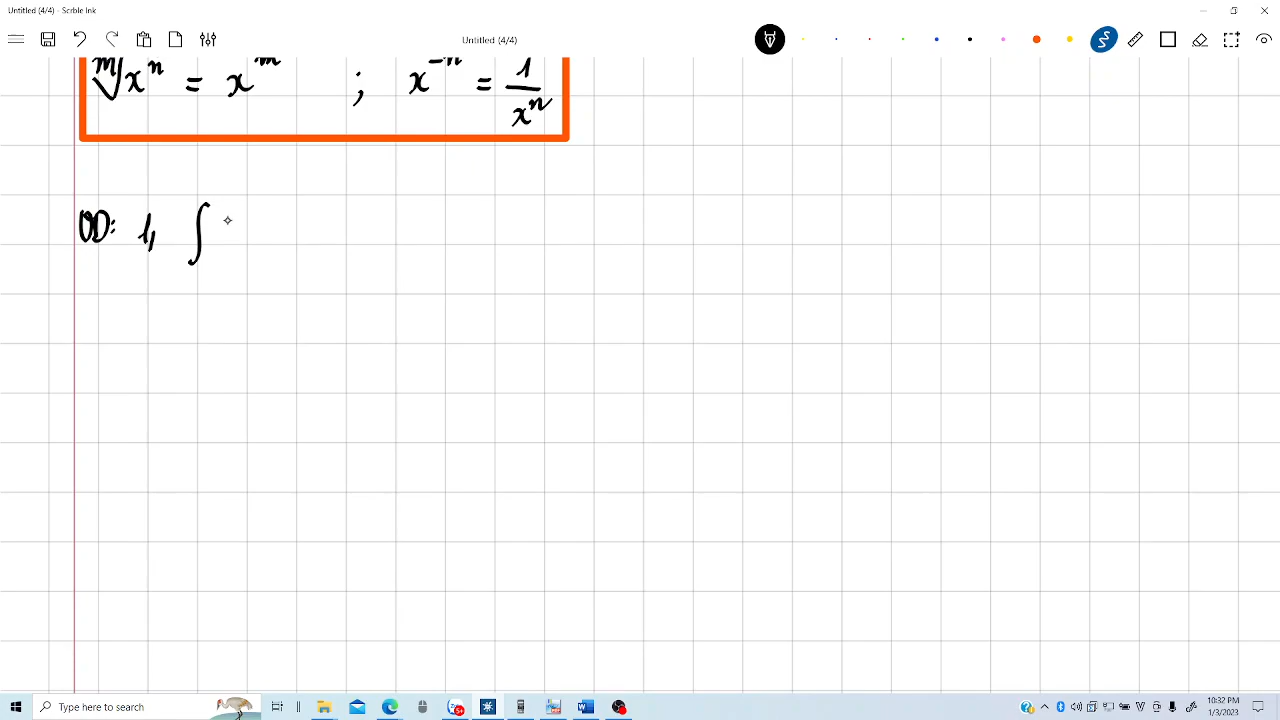 Untitled (4/4) - Scrble Ink
Untitled (4/4)
ᵐ√xⁿ = x^(n/m) ; x⁻ⁿ = 1/xⁿ
VD: 1, ∫
Type here to search
10:32 PM
1/3/2023